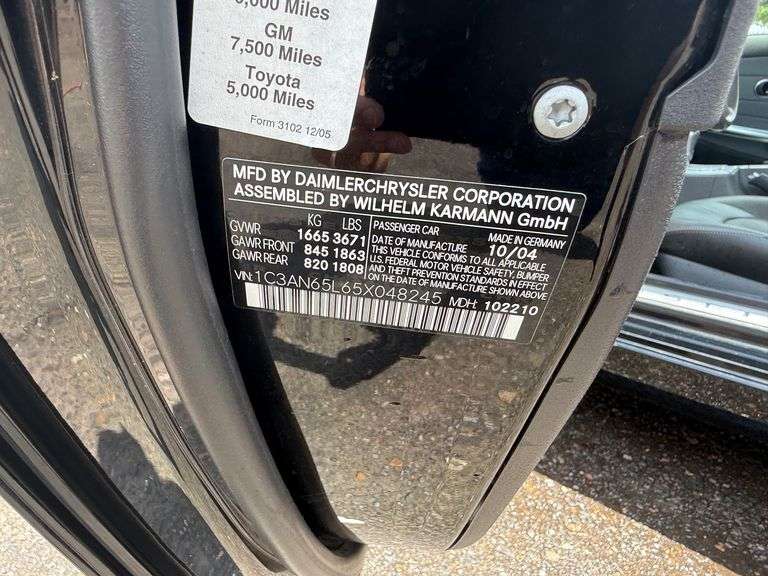 0,000 Miles
GM
7,500 Miles
Toyota
5,000 Miles
Form 3102 12/05
MFD BY DAIMLERCHRYSLER CORPORATION
ASSEMBLED BY WILHELM KARMANN GmbH
KG LBS
GVWR 1665 3671
GAWR FRONT 845 1863
GAWR REAR 820 1808
PASSENGER CAR MADE IN GERMANY
DATE OF MANUFACTURE 10/04
THIS VEHICLE CONFORMS TO ALL APPLICABLE
U.S. FEDERAL MOTOR VEHICLE SAFETY, BUMPER
AND THEFT PREVENTION STANDARDS IN EFFECT
ON THE DATE OF MANUFACTURE SHOWN ABOVE
VIN: 1C3AN65L65X048245 MDH: 102210